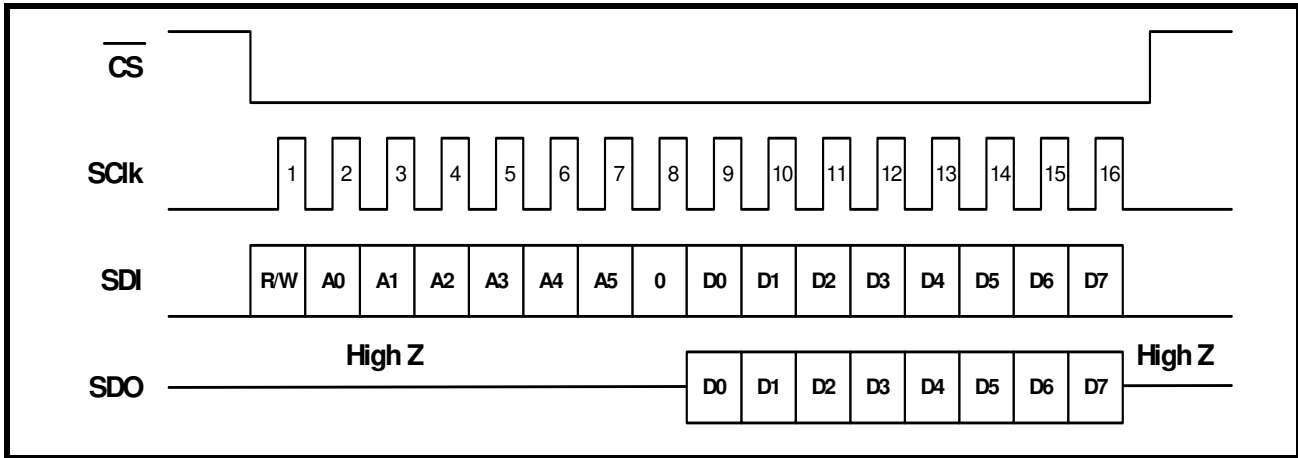 CS
SClk 1 2 3 4 5 6 7 8 9 10 11 12 13 14 15 16
SDI R/W A0 A1 A2 A3 A4 A5 0 D0 D1 D2 D3 D4 D5 D6 D7
High Z High Z
SDO D0 D1 D2 D3 D4 D5 D6 D7